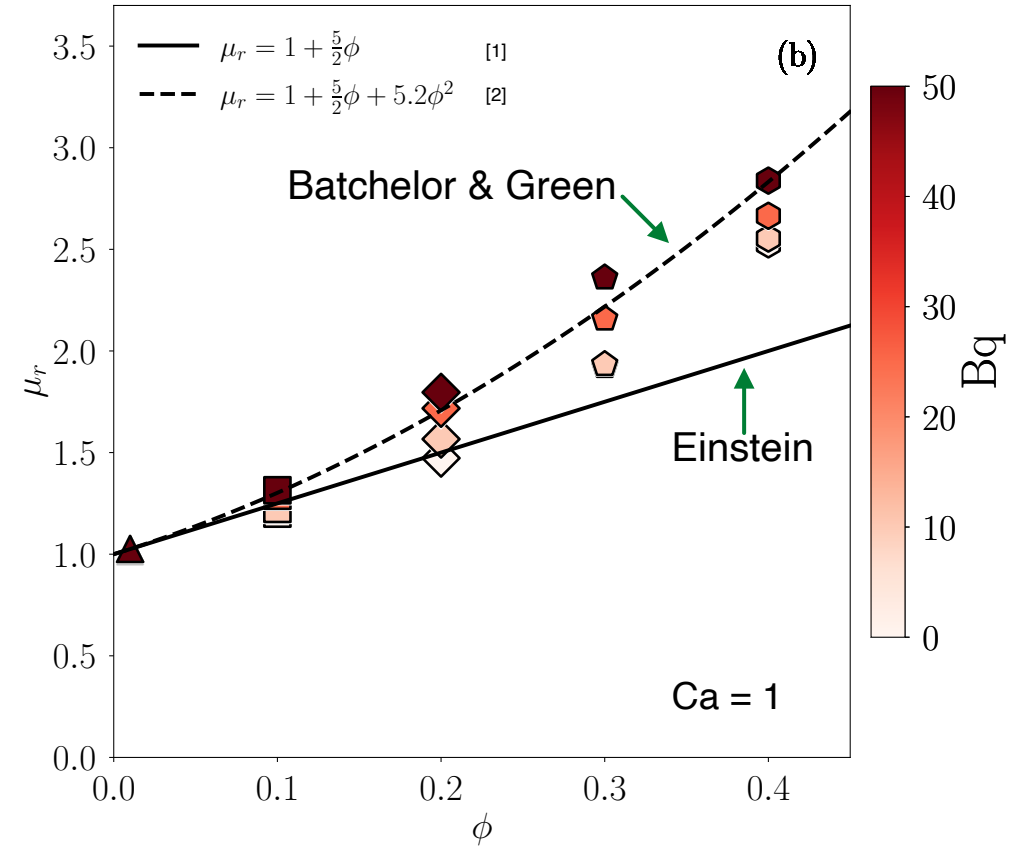 μ_r = 1 + 5/2 φ [1]
μ_r = 1 + 5/2 φ + 5.2φ² [2]
(b)
Batchelor & Green
Einstein
Ca = 1
3.5
3.0
2.5
2.0
1.5
1.0
0.5
0.0
μ_r
0.0 0.1 0.2 0.3 0.4
ϕ
50
40
30
20
10
0
Bq